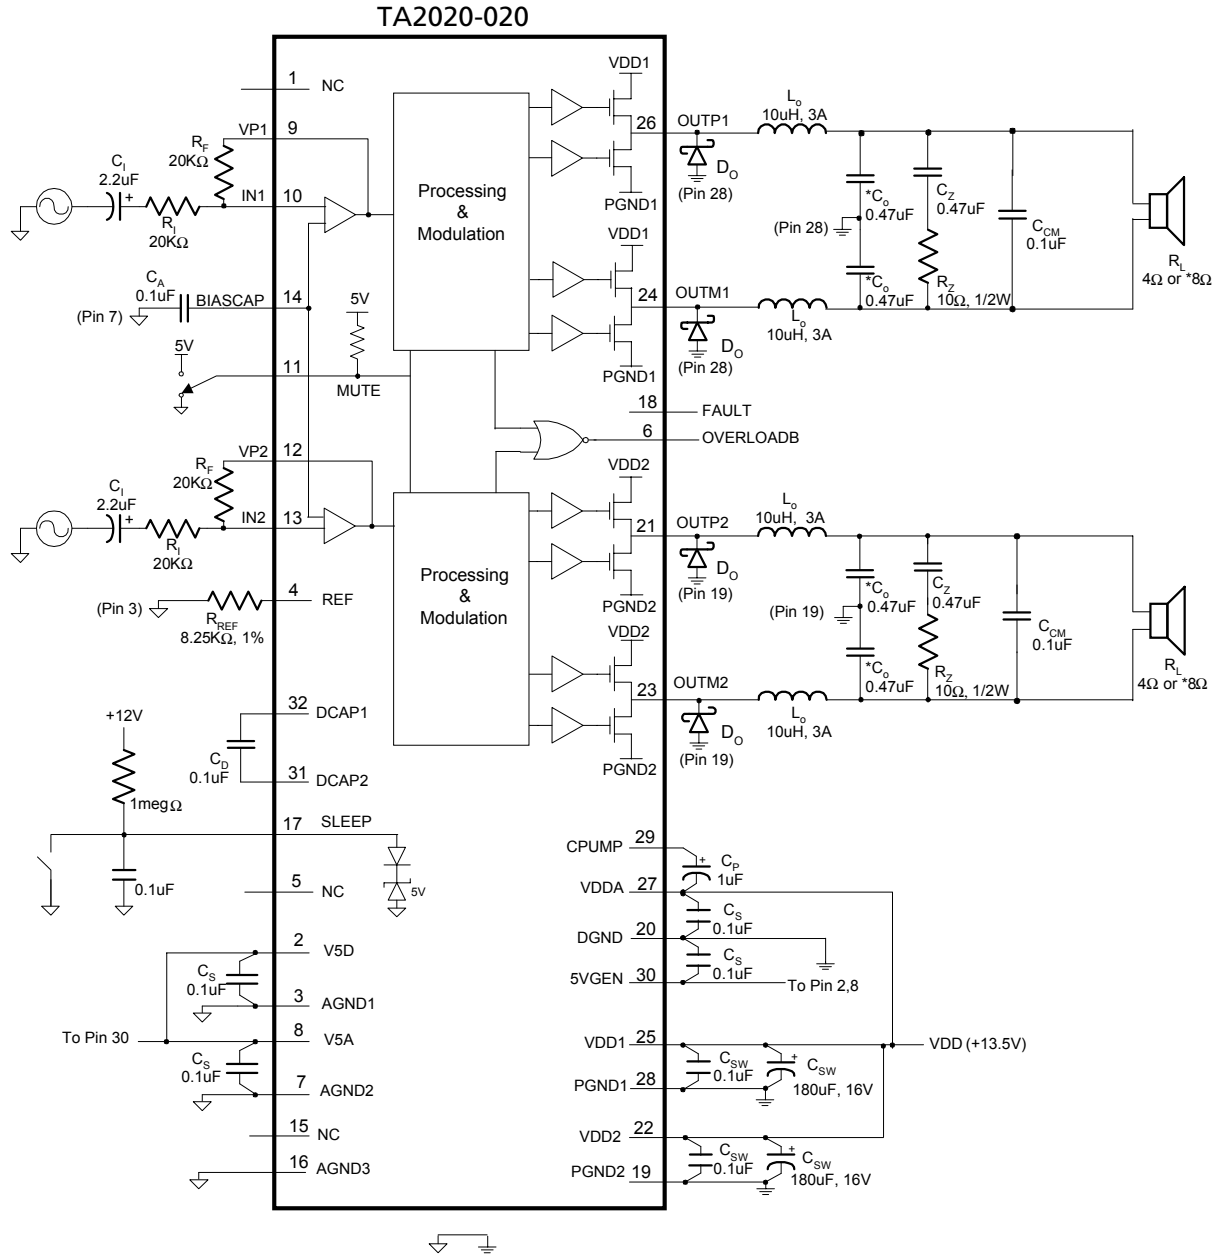 TA2020-020
1
NC
VP1
9
R_F
20KΩ
C_I
2.2uF
+
IN1
10
R_I
20KΩ
C_A
0.1uF
BIASCAP
14
(Pin 7)
5V
5V
11
MUTE
Processing
&
Modulation
VDD1
26
OUTP1
PGND1
VDD1
24
OUTM1
PGND1
D_O
(Pin 28)
D_O
(Pin 28)
L_o
10uH, 3A
L_o
10uH, 3A
*C_o
0.47uF
(Pin 28)
*C_o
0.47uF
C_Z
0.47uF
R_Z
10Ω, 1/2W
C_CM
0.1uF
R_L
4Ω or *8Ω
18
FAULT
6
OVERLOADB
VP2
12
R_F
20KΩ
C_I
2.2uF
+
IN2
13
R_I
20KΩ
(Pin 3)
4
REF
R_REF
8.25KΩ, 1%
Processing
&
Modulation
VDD2
21
OUTP2
PGND2
VDD2
23
OUTM2
PGND2
D_O
(Pin 19)
D_O
(Pin 19)
L_o
10uH, 3A
L_o
10uH, 3A
*C_o
0.47uF
(Pin 19)
*C_o
0.47uF
C_Z
0.47uF
R_Z
10Ω, 1/2W
C_CM
0.1uF
R_L
4Ω or *8Ω
32
DCAP1
C_D
0.1uF
31
DCAP2
+12V
1megΩ
17
SLEEP
0.1uF
5V
5
NC
2
V5D
C_S
0.1uF
3
AGND1
To Pin 30
8
V5A
C_S
0.1uF
7
AGND2
15
NC
16
AGND3
CPUMP
29
+
C_P
1uF
VDDA
27
C_S
0.1uF
DGND
20
C_S
0.1uF
5VGEN
30
To Pin 2,8
VDD1
25
VDD (+13.5V)
C_SW
0.1uF
+
C_SW
180uF, 16V
PGND1
28
VDD2
22
C_SW
0.1uF
+
C_SW
180uF, 16V
PGND2
19